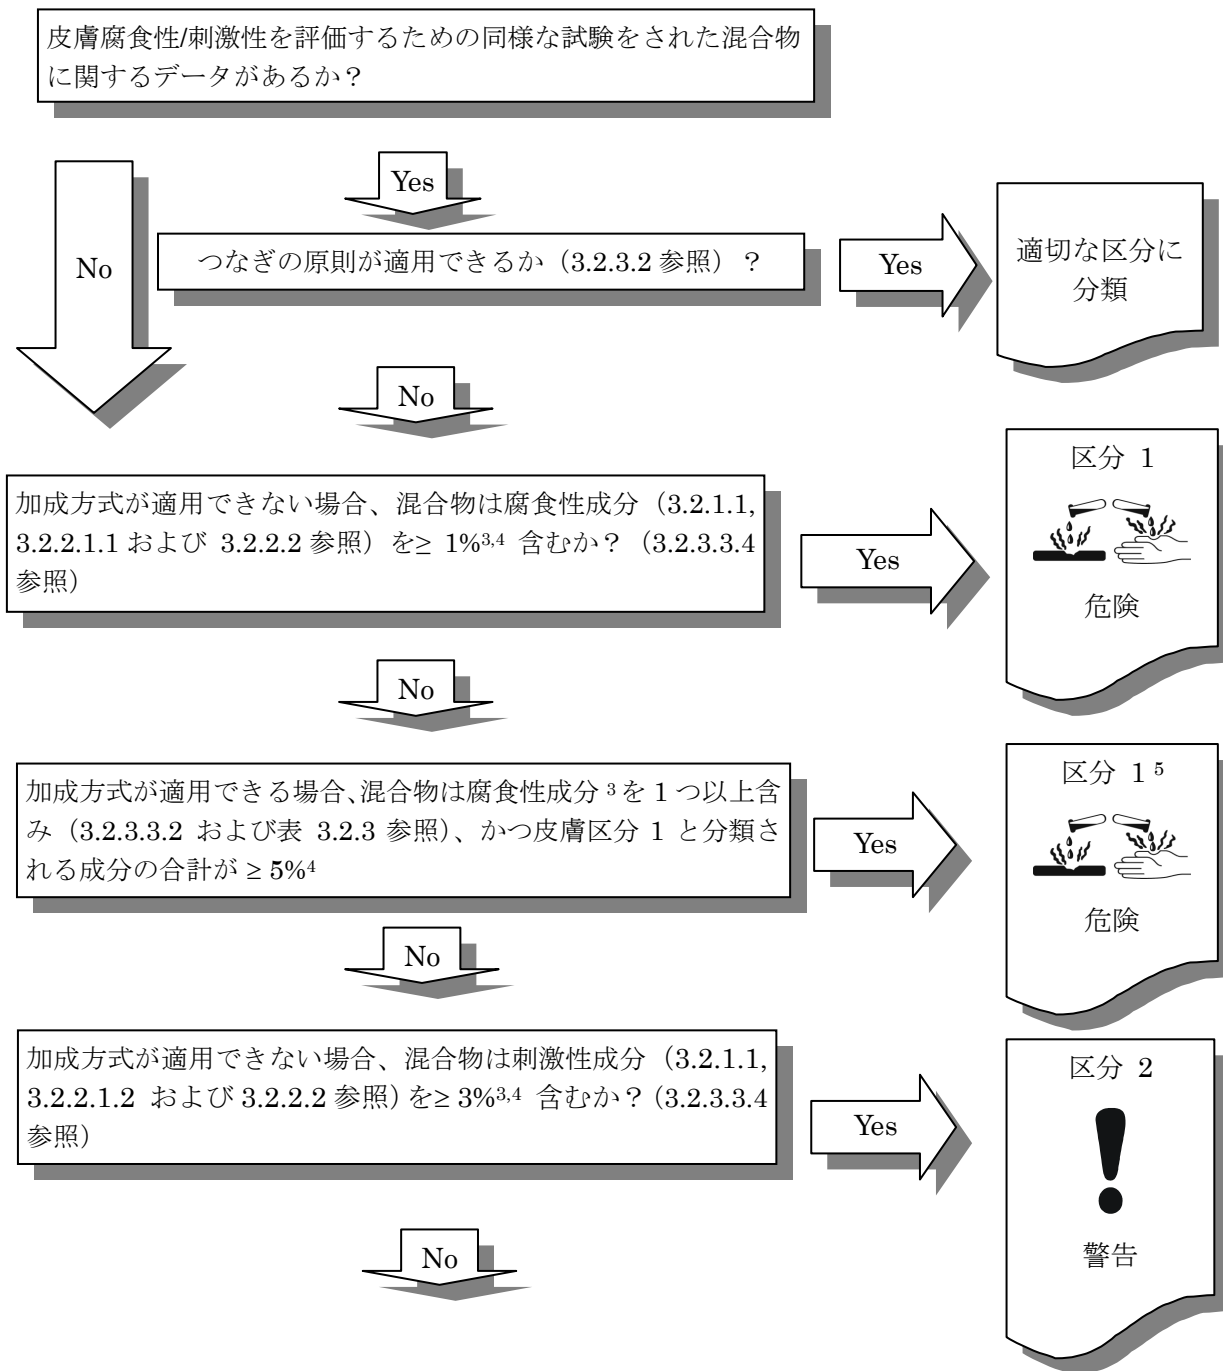 皮膚腐食性/刺激性を評価するための同様な試験をされた混合物
に関するデータがあるか？
No
Yes
つなぎの原則が適用できるか（3.2.3.2 参照）？
Yes
適切な区分に
分類
No
加成方式が適用できない場合、混合物は腐食性成分（3.2.1.1,
3.2.2.1.1 および 3.2.2.2 参照）を≥ 1%3,4 含むか？（3.2.3.3.4
参照）
Yes
区分 1
危険
No
加成方式が適用できる場合、混合物は腐食性成分 3 を 1 つ以上含
み（3.2.3.3.2 および表 3.2.3 参照）、かつ皮膚区分 1 と分類さ
れる成分の合計が ≥ 5%4
Yes
区分 1 5
危険
No
加成方式が適用できない場合、混合物は刺激性成分（3.2.1.1,
3.2.2.1.2 および 3.2.2.2 参照）を≥ 3%3,4 含むか？（3.2.3.3.4
参照）
Yes
区分 2
警告
No